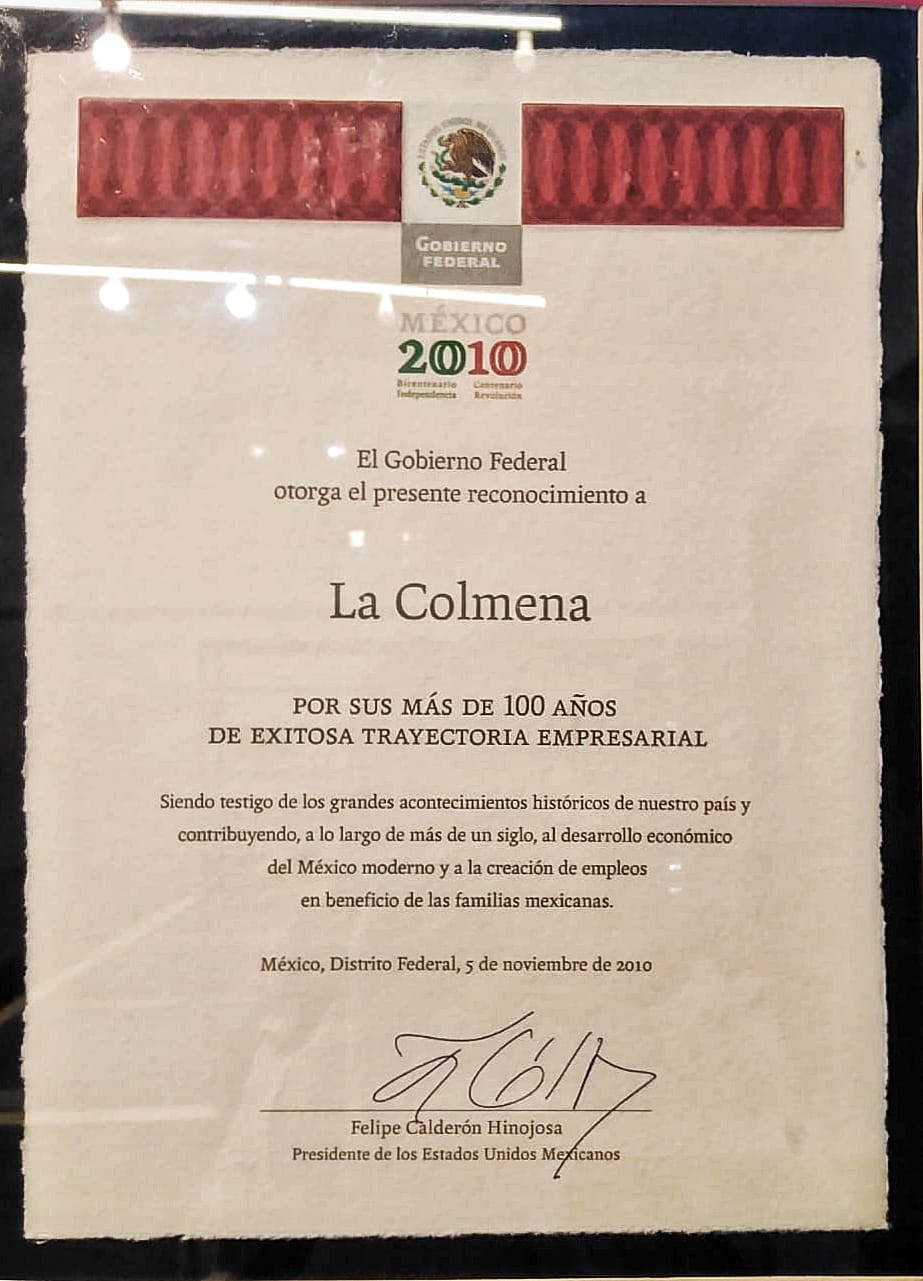 ESTADOS UNIDOS MEXICANOS
GOBIERNO
FEDERAL
MÉXICO
2010
Bicentenario Centenario
Independencia Revolución
El Gobierno Federal
otorga el presente reconocimiento a
La Colmena
POR SUS MÁS DE 100 AÑOS
DE EXITOSA TRAYECTORIA EMPRESARIAL
Siendo testigo de los grandes acontecimientos históricos de nuestro país y
contribuyendo, a lo largo de más de un siglo, al desarrollo económico
del México moderno y a la creación de empleos
en beneficio de las familias mexicanas.
México, Distrito Federal, 5 de noviembre de 2010
Felipe Calderón Hinojosa
Presidente de los Estados Unidos Mexicanos